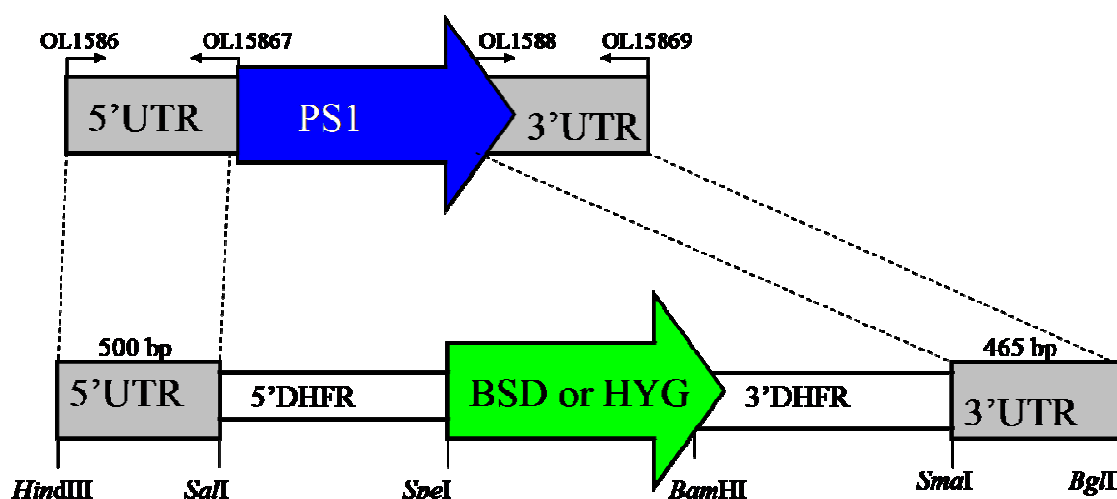 OL1586 OL15867 OL1588 OL15869
5'UTR PS1 3'UTR
500 bp 465 bp
5'UTR 5'DHFR BSD or HYG 3'DHFR 3'UTR
HindIII SalI SpeI BamHI SmaI BglII